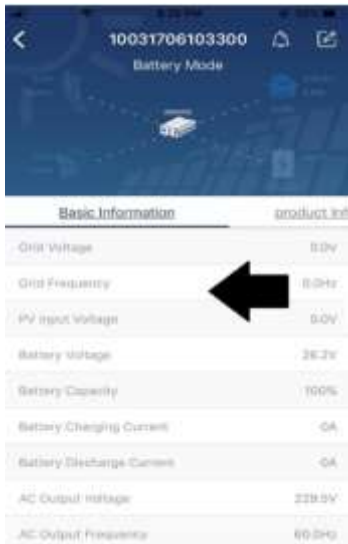 10031706103300
Battery Mode
Basic Information
product Inf
Grid Voltage 0.0V
Grid Frequency 0.0Hz
PV Input Voltage 0.0V
Battery Voltage 26.2V
Battery Capacity 100%
Battery Charging Current 0A
Battery Discharge Current 0A
AC Output Voltage 229.5V
AC Output Frequency 60.0Hz